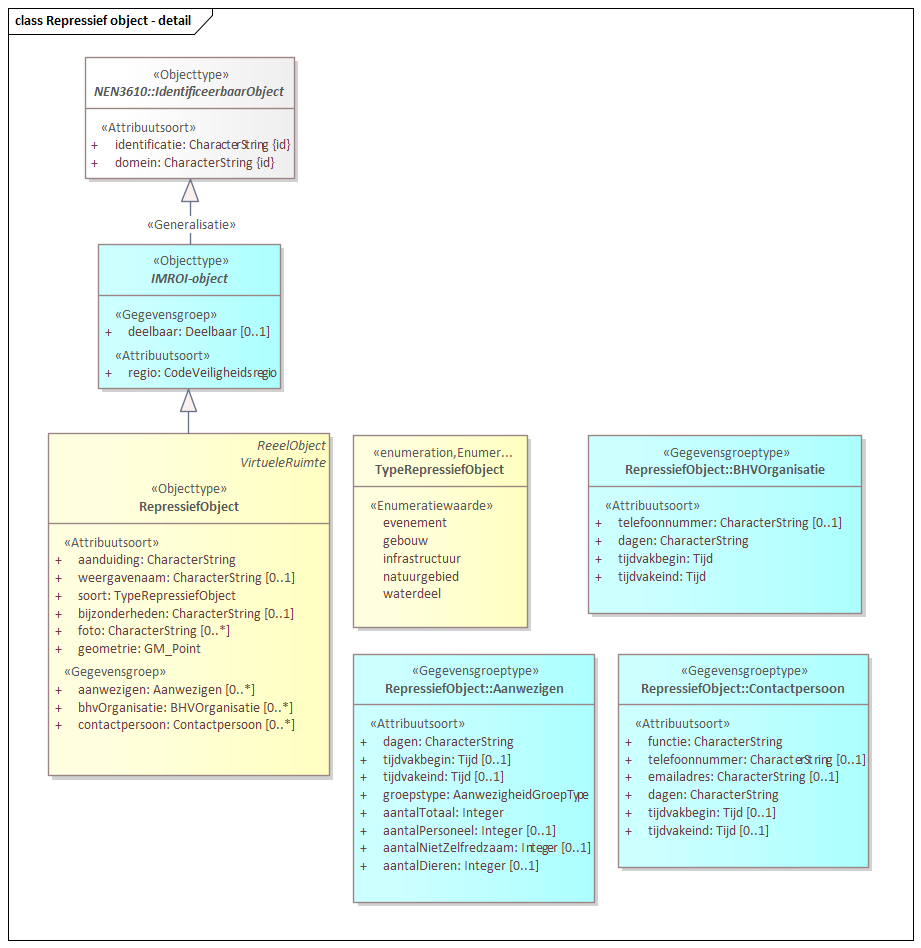 class Repressief object - detail
«Objecttype»
NEN3610::IdentificeerbaarObject
«Attribuutsoort»
+ identificatie: CharacterString {id}
+ domein: CharacterString {id}
«Generalisatie»
«Objecttype»
IMROI-object
«Gegevensgroep»
+ deelbaar: Deelbaar [0..1]
«Attribuutsoort»
+ regio: CodeVeiligheidsregio
ReeelObject
VirtueleRuimte
«Objecttype»
RepressiefObject
«Attribuutsoort»
+ aanduiding: CharacterString
+ weergavenaam: CharacterString [0..1]
+ soort: TypeRepressiefObject
+ bijzonderheden: CharacterString [0..1]
+ foto: CharacterString [0..*]
+ geometrie: GM_Point
«Gegevensgroep»
+ aanwezigen: Aanwezigen [0..*]
+ bhvOrganisatie: BHVOrganisatie [0..*]
+ contactpersoon: Contactpersoon [0..*]
«enumeration,Enumer...
TypeRepressiefObject
«Enumeratiewaarde»
evenement
gebouw
infrastructuur
natuurgebied
waterdeel
«Gegevensgroeptype»
RepressiefObject::BHVOrganisatie
«Attribuutsoort»
+ telefoonnummer: CharacterString [0..1]
+ dagen: CharacterString
+ tijdvakbegin: Tijd
+ tijdvakeind: Tijd
«Gegevensgroeptype»
RepressiefObject::Aanwezigen
«Attribuutsoort»
+ dagen: CharacterString
+ tijdvakbegin: Tijd [0..1]
+ tijdvakeind: Tijd [0..1]
+ groepstype: AanwezigheidGroepType
+ aantalTotaal: Integer
+ aantalPersoneel: Integer [0..1]
+ aantalNietZelfredzaam: Integer [0..1]
+ aantalDieren: Integer [0..1]
«Gegevensgroeptype»
RepressiefObject::Contactpersoon
«Attribuutsoort»
+ functie: CharacterString
+ telefoonnummer: CharacterString [0..1]
+ emailadres: CharacterString [0..1]
+ dagen: CharacterString
+ tijdvakbegin: Tijd [0..1]
+ tijdvakeind: Tijd [0..1]